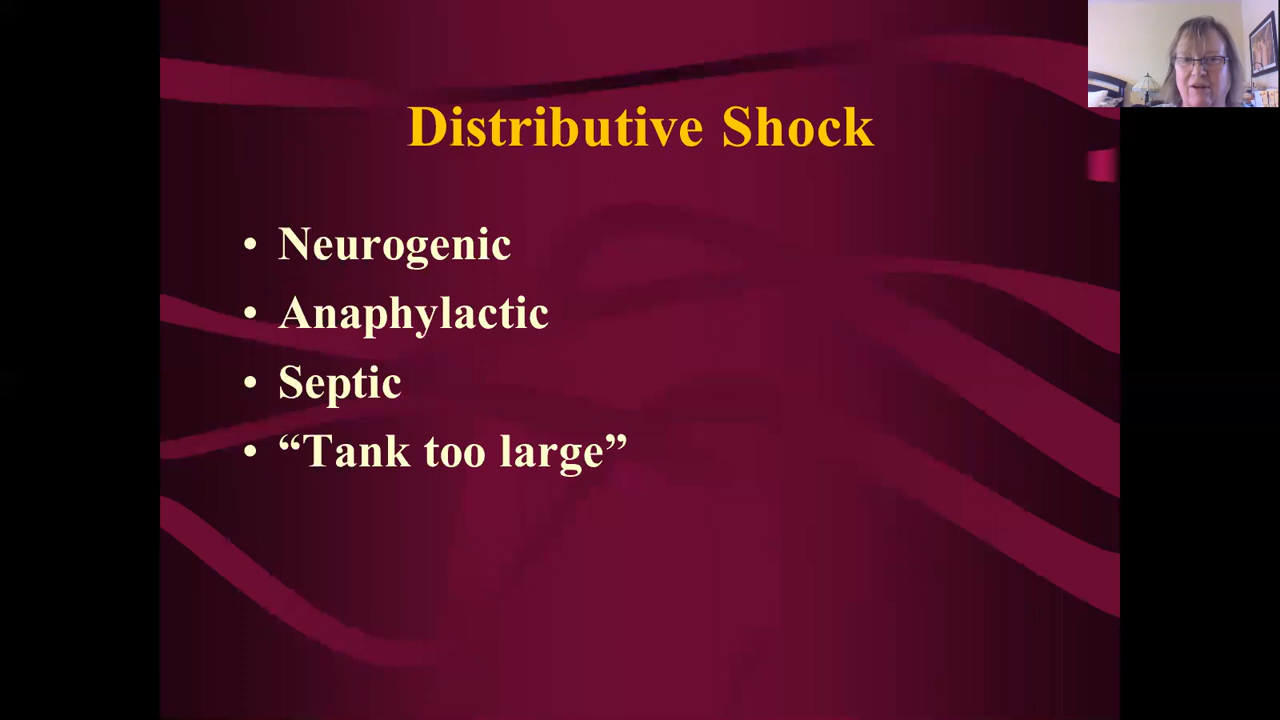 Distributive Shock
• Neurogenic
• Anaphylactic
• Septic
• “Tank too large”